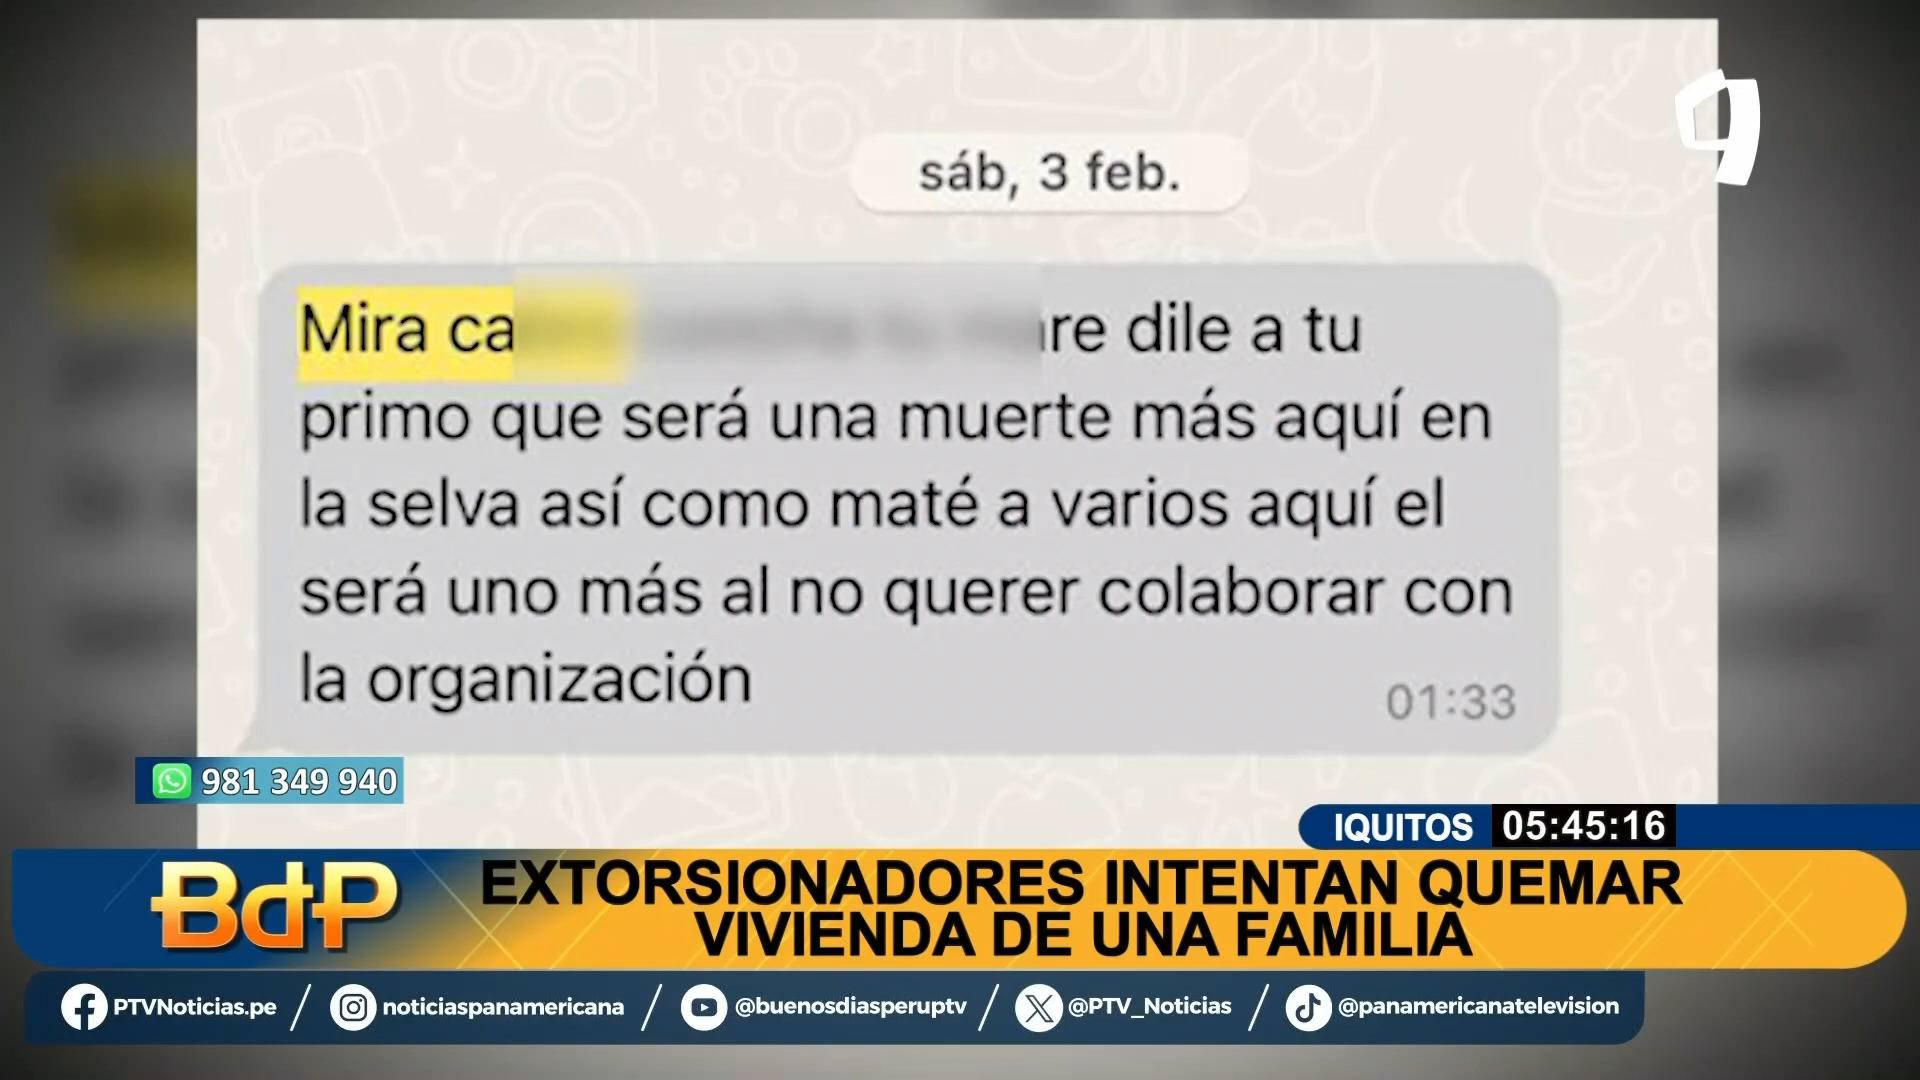 sáb, 3 feb.
Mira ca re dile a tu
primo que será una muerte más aquí en
la selva así como maté a varios aquí el
será uno más al no querer colaborar con
la organización
01:33
981 349 940
IQUITOS 05:45:16
BdP
EXTORSIONADORES INTENTAN QUEMAR
VIVIENDA DE UNA FAMILIA
PTVNoticias.pe / noticiaspanamericana / @buenosdiasperuptv / @PTV_Noticias / @panamericanatelevision